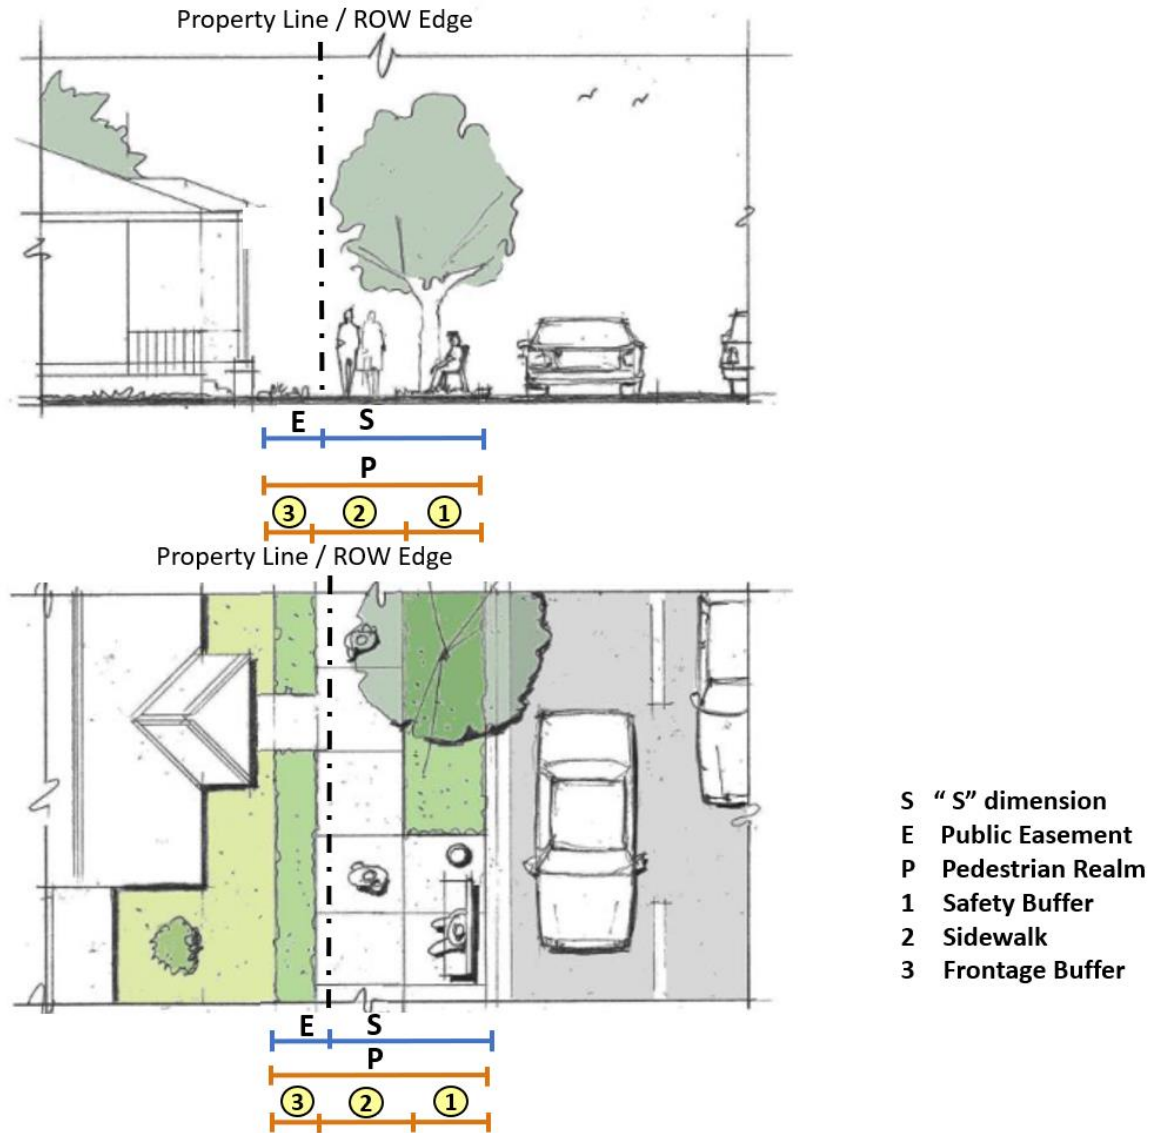 Property Line / ROW Edge
E S
P
3 2 1
Property Line / ROW Edge
S “ S” dimension
E Public Easement
P Pedestrian Realm
1 Safety Buffer
2 Sidewalk
3 Frontage Buffer
E S
P
3 2 1